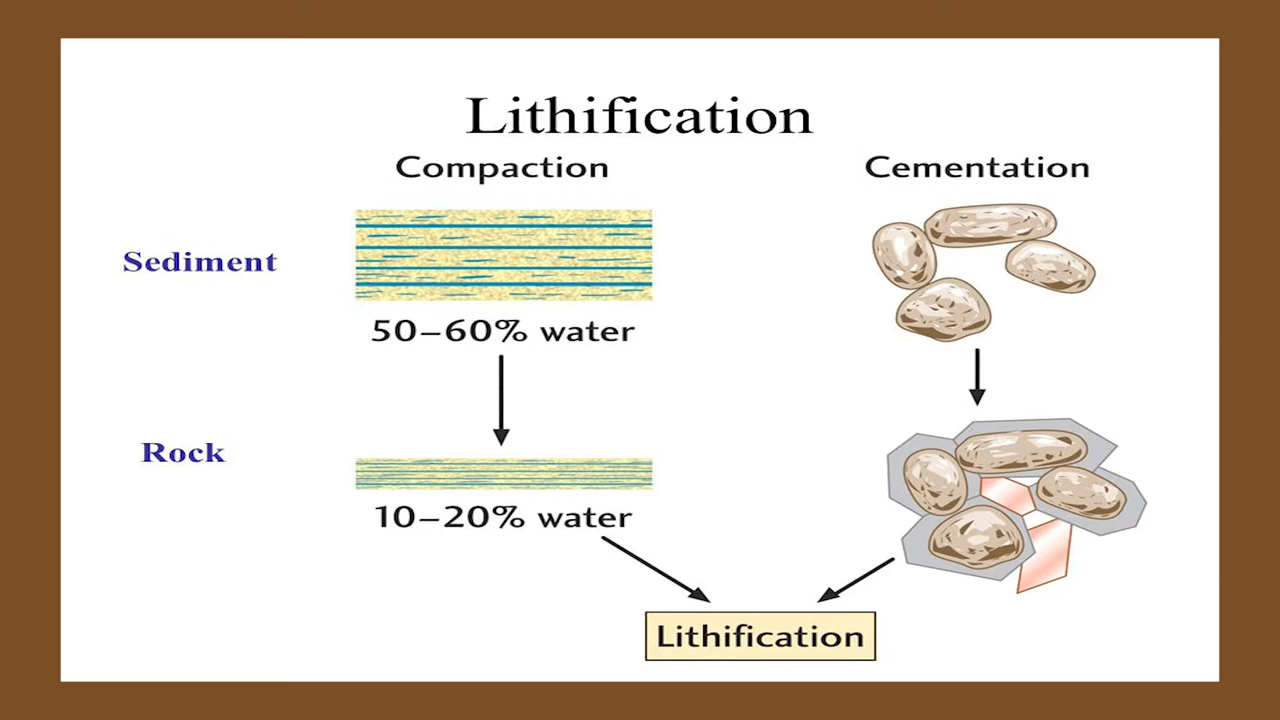 Lithification
Compaction
Cementation
Sediment
50–60% water
Rock
10–20% water
Lithification